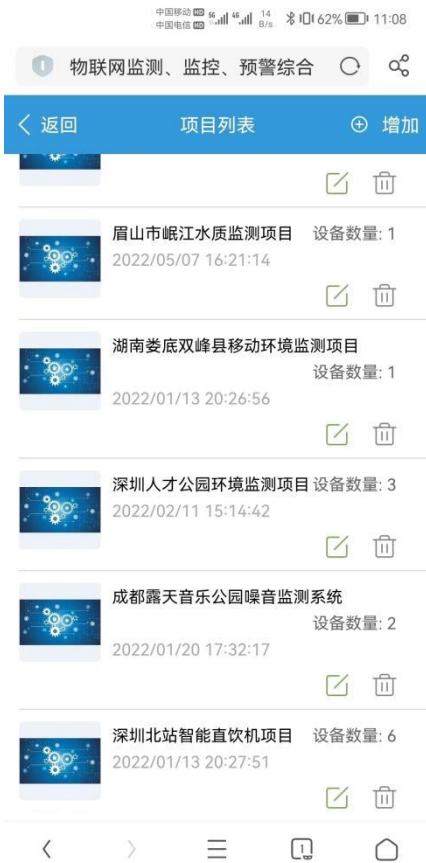 中国移动 HD 5G 4G 14 62% 11:08
中国电信 HD B/s
物联网监测、监控、预警综合
返回 项目列表 增加
眉山市岷江水质监测项目 设备数量: 1
2022/05/07 16:21:14
湖南娄底双峰县移动环境监测项目
设备数量: 1
2022/01/13 20:26:56
深圳人才公园环境监测项目 设备数量: 3
2022/02/11 15:14:42
成都露天音乐公园噪音监测系统
设备数量: 2
2022/01/20 17:32:17
深圳北站智能直饮机项目 设备数量: 6
2022/01/13 20:27:51
1